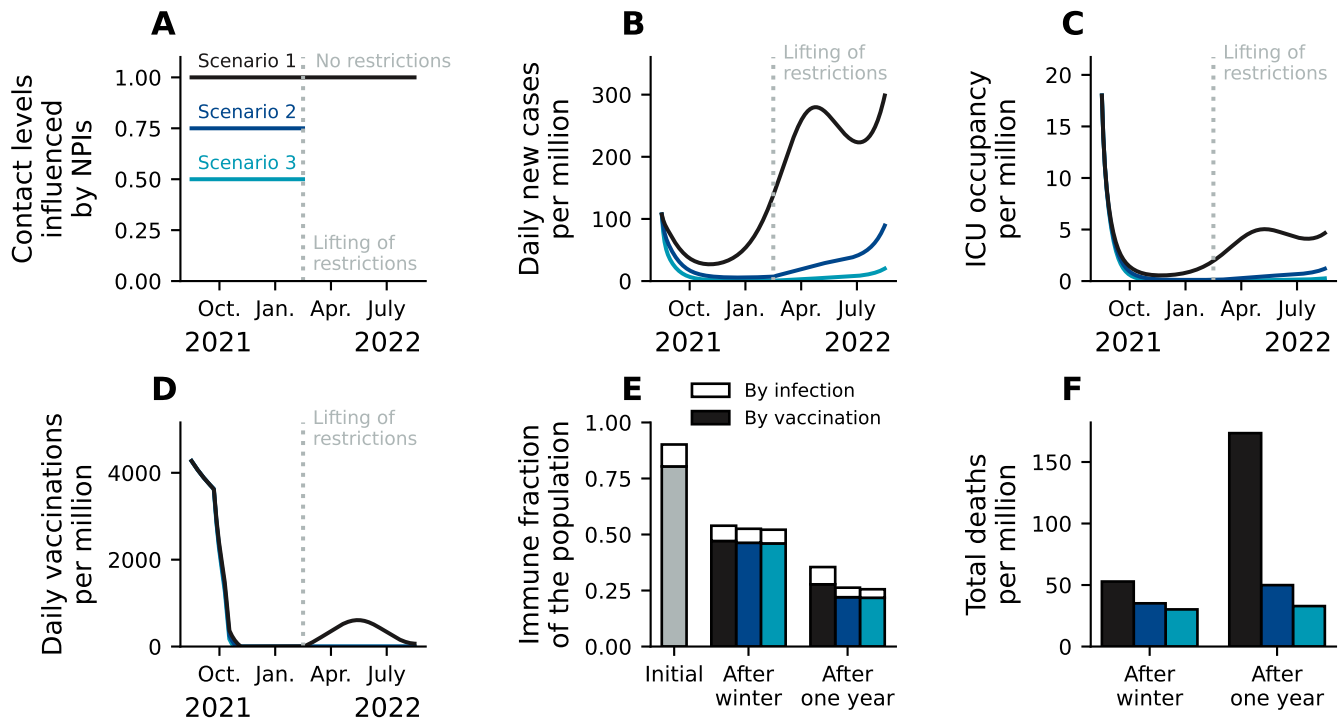 A
Contact levels
influenced
by NPIs
1.00
0.75
0.50
0.25
0.00
Scenario 1
No restrictions
Scenario 2
Scenario 3
Lifting of
restrictions
Oct. Jan. Apr. July
2021 2022
B
Daily new cases
per million
300
200
100
0
Lifting of
restrictions
Oct. Jan. Apr. July
2021 2022
C
ICU occupancy
per million
20
15
10
5
0
Lifting of
restrictions
Oct. Jan. Apr. July
2021 2022
D
Daily vaccinations
per million
4000
2000
0
Lifting of
restrictions
Oct. Jan. Apr. July
2021 2022
E
By infection
By vaccination
Immune fraction
of the population
1.00
0.75
0.50
0.25
0.00
Initial After After
winter one year
F
Total deaths
per million
150
100
50
0
After After
winter one year